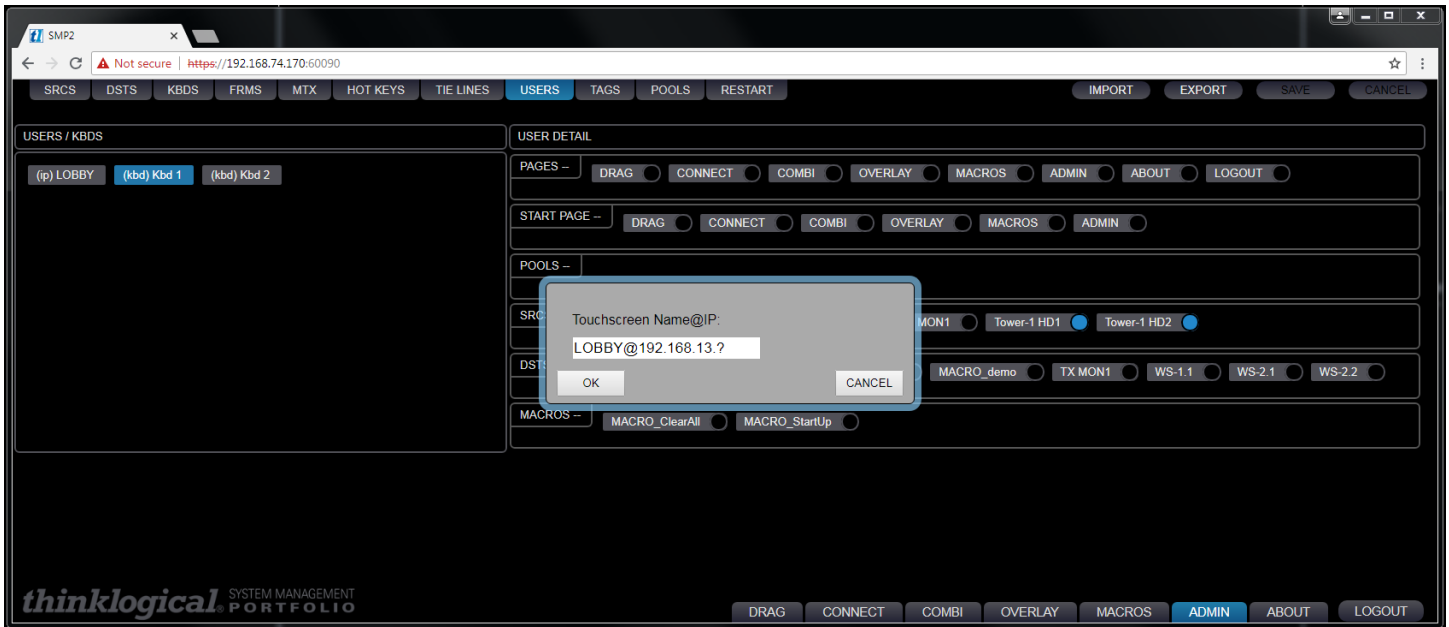 SMP2
Not secure | https://192.168.74.170:60090
SRCS DSTS KBDS FRMS MTX HOT KEYS TIE LINES USERS TAGS POOLS RESTART IMPORT EXPORT SAVE CANCEL
USERS / KBDS
(ip) LOBBY (kbd) Kbd 1 (kbd) Kbd 2
USER DETAIL
PAGES --
DRAG CONNECT COMBI OVERLAY MACROS ADMIN ABOUT LOGOUT
START PAGE --
DRAG CONNECT COMBI OVERLAY MACROS ADMIN
POOLS --
SRC MON1 Tower-1 HD1 Tower-1 HD2
DSTS MACRO_demo TX MON1 WS-1.1 WS-2.1 WS-2.2
MACROS --
MACRO_ClearAll MACRO_StartUp
Touchscreen Name@IP:
LOBBY@192.168.13.?
OK CANCEL
thinklogical® SYSTEM MANAGEMENT
PORTFOLIO
DRAG CONNECT COMBI OVERLAY MACROS ADMIN ABOUT LOGOUT